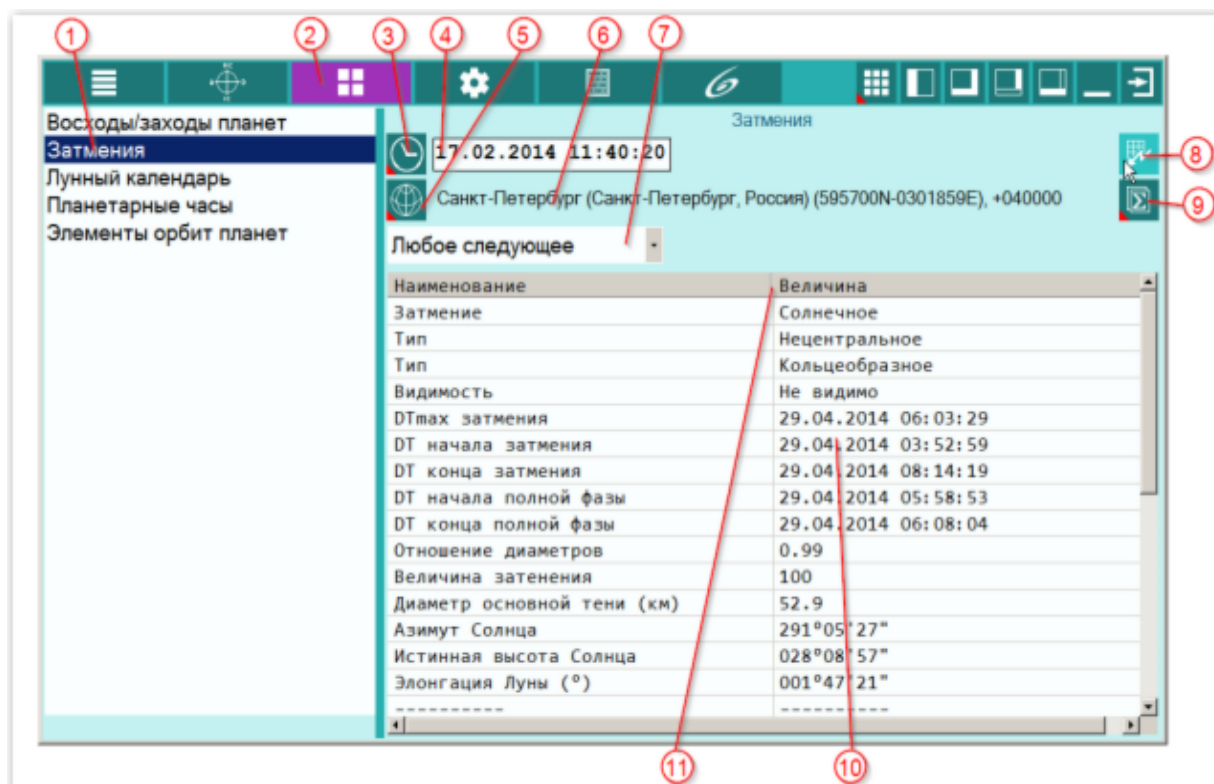 1 2 3 4 5 6 7
Затмения
Восходы/заходы планет
Затмения
Лунный календарь
Планетарные часы
Элементы орбит планет
17.02.2014 11:40:20
8
Санкт-Петербург (Санкт-Петербург, Россия) (595700N-0301859E), +040000
9
Любое следующее
Наименование Величина
Затмение Солнечное
Тип Нецентральное
Тип Кольцеобразное
Видимость Не видимо
DTmax затмения 29.04.2014 06:03:29
DT начала затмения 29.04.2014 03:52:59
DT конца затмения 29.04.2014 08:14:19
DT начала полной фазы 29.04.2014 05:58:53
DT конца полной фазы 29.04.2014 06:08:04
Отношение диаметров 0.99
Величина затенения 100
Диаметр основной тени (км) 52.9
Азимут Солнца 291°05'27"
Истинная высота Солнца 028°08'57"
Элонгация Луны (°) 001°47'21"
---------- ----------
11 10